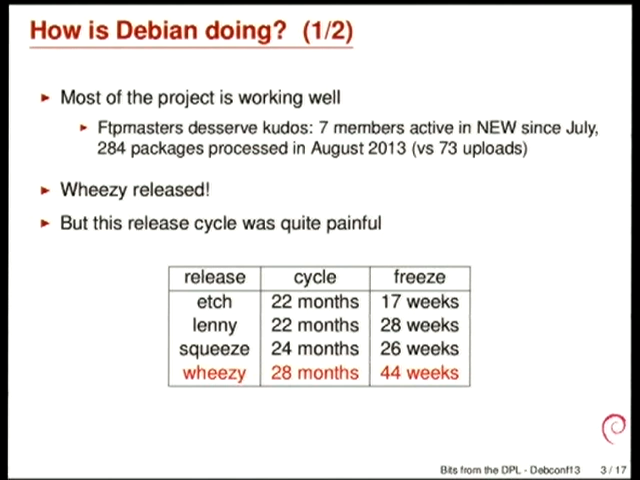 How is Debian doing? (1/2)
Most of the project is working well
Ftpmasters desserve kudos: 7 members active in NEW since July,
284 packages processed in August 2013 (vs 73 uploads)
Wheezy released!
But this release cycle was quite painful
release cycle freeze
etch 22 months 17 weeks
lenny 22 months 28 weeks
squeeze 24 months 26 weeks
wheezy 28 months 44 weeks
Bits from the DPL - Debconf13 3 / 17